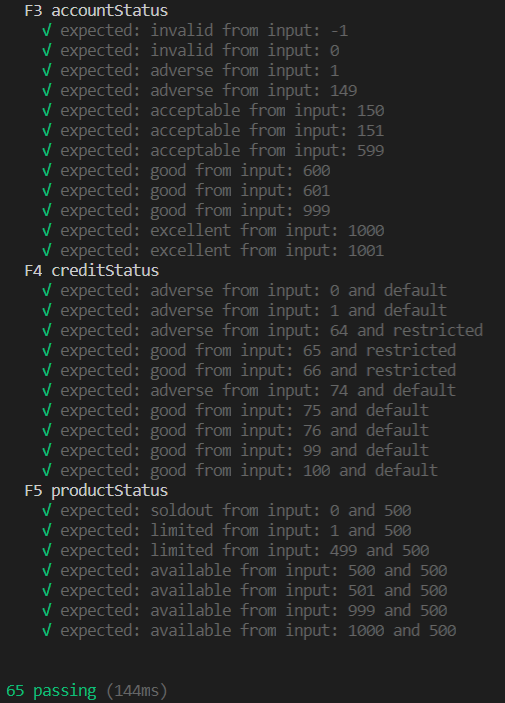 F3 accountStatus
√ expected: invalid from input: -1
√ expected: invalid from input: 0
√ expected: adverse from input: 1
√ expected: adverse from input: 149
√ expected: acceptable from input: 150
√ expected: acceptable from input: 151
√ expected: acceptable from input: 599
√ expected: good from input: 600
√ expected: good from input: 601
√ expected: good from input: 999
√ expected: excellent from input: 1000
√ expected: excellent from input: 1001
F4 creditStatus
√ expected: adverse from input: 0 and default
√ expected: adverse from input: 1 and default
√ expected: adverse from input: 64 and restricted
√ expected: good from input: 65 and restricted
√ expected: good from input: 66 and restricted
√ expected: adverse from input: 74 and default
√ expected: good from input: 75 and default
√ expected: good from input: 76 and default
√ expected: good from input: 99 and default
√ expected: good from input: 100 and default
F5 productStatus
√ expected: soldout from input: 0 and 500
√ expected: limited from input: 1 and 500
√ expected: limited from input: 499 and 500
√ expected: available from input: 500 and 500
√ expected: available from input: 501 and 500
√ expected: available from input: 999 and 500
√ expected: available from input: 1000 and 500
65 passing (144ms)